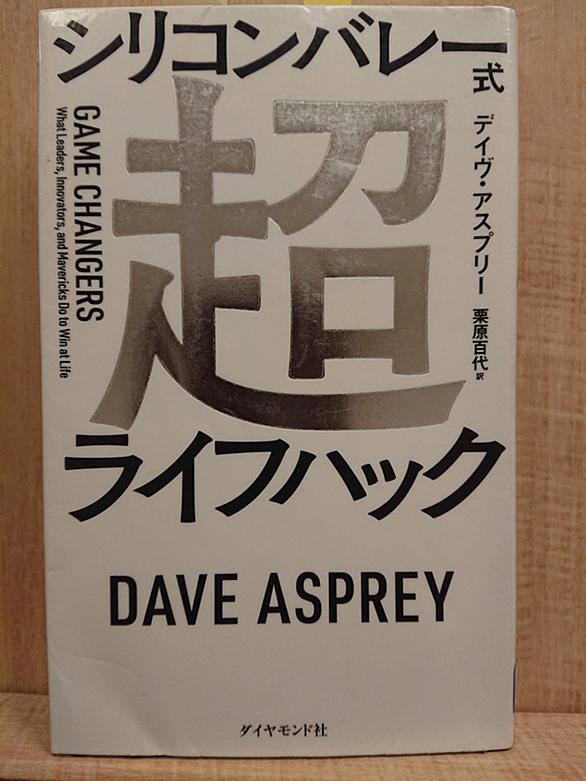 シリコンバレー式
超
ライフハック
デイヴ・アスプリー
栗原百代 訳
GAME CHANGERS
What Leaders, Innovators, and Mavericks Do to Win at Life
DAVE ASPREY
ダイヤモンド社